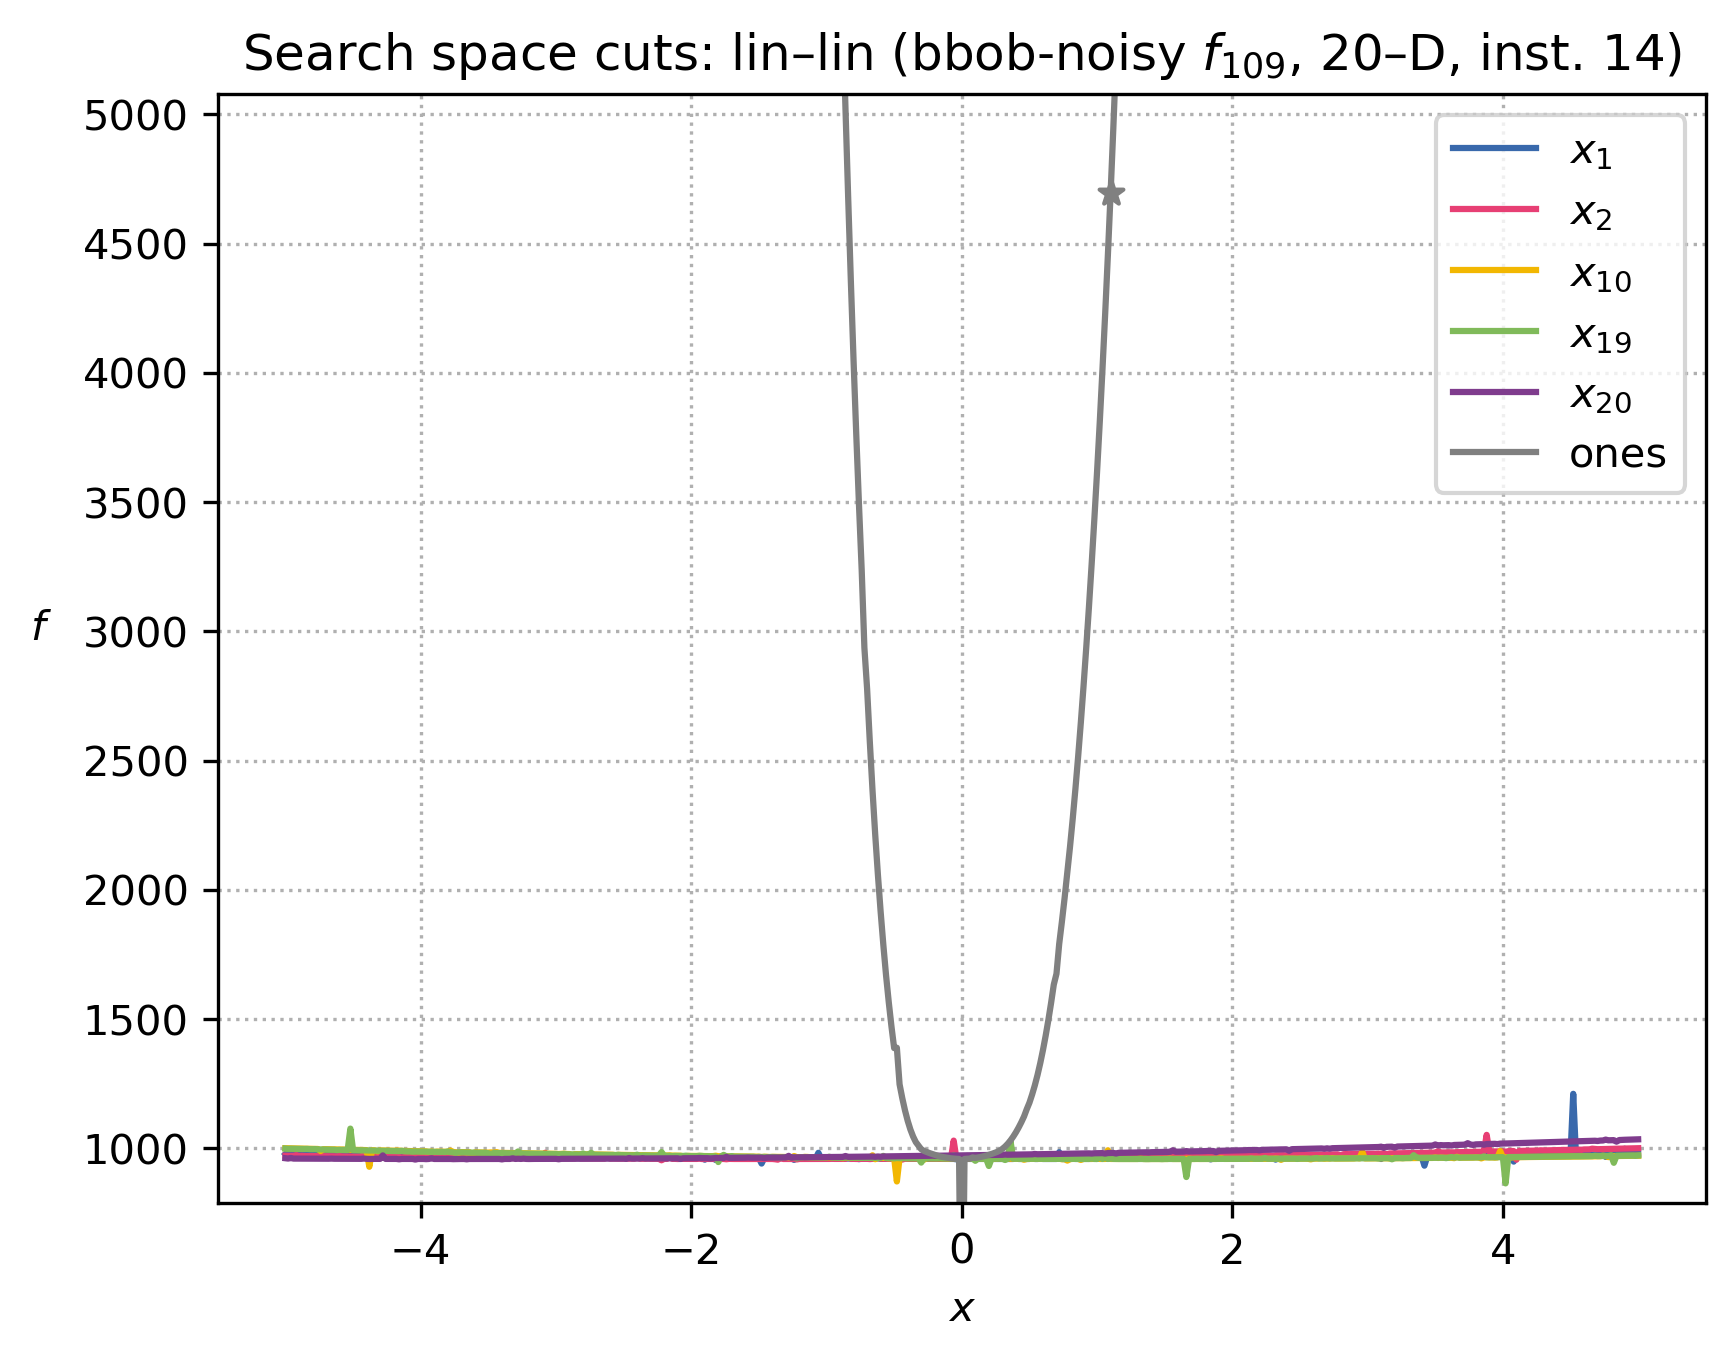 Search space cuts: lin–lin (bbob-noisy f109, 20–D, inst. 14)
5000
4500
4000
3500
3000
2500
2000
1500
1000
f
x1
x2
x10
x19
x20
ones
−4
−2
0
2
4
x